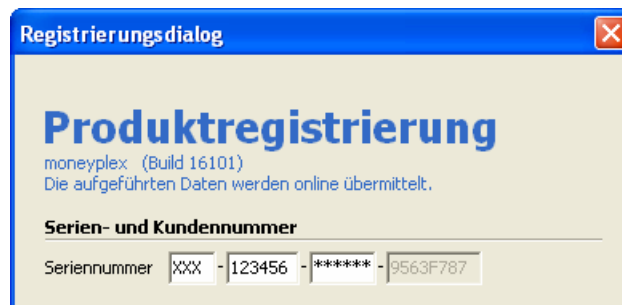 Registrierungsdialog
Produktregistrierung
moneyplex (Build 16101)
Die aufgeführten Daten werden online übermittelt.
Serien- und Kundennummer
Seriennummer XXX - 123456 - ****** - 9563F787